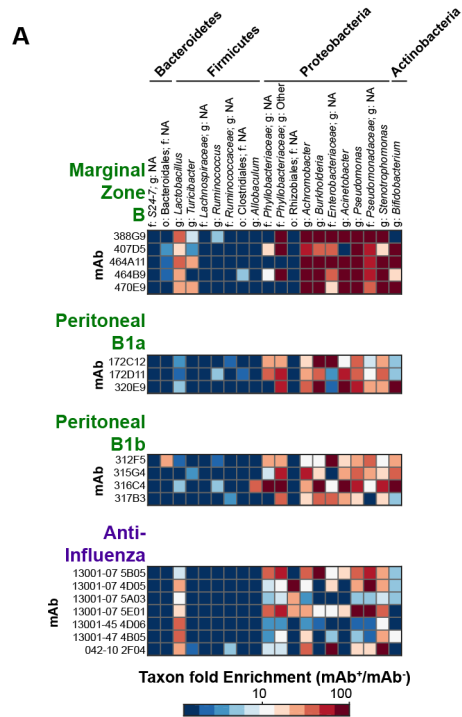 A
Bacteroidetes
Firmicutes
Proteobacteria
Actinobacteria
f: S24-7; g: NA
o: Bacteroidales; f: NA
g: Lactobacillus
g: Turicibacter
f: Lachnospiraceae; g: NA
g: Ruminococcus
f: Ruminococcaceae; g: NA
o: Clostridiales; f: NA
g: Allobaculum
f: Phyllobacteriaceae; g: NA
f: Phyllobacteriaceae; g: Other
o: Rhizobiales; f: NA
g: Achromobacter
g: Burkholderia
f: Enterobacteriaceae; g: NA
g: Acinetobacter
g: Pseudomonas
f: Pseudomonadaceae; g: NA
g: Stenotrophomonas
g: Bifidobacterium
Marginal
Zone
B
mAb
388G9
407D5
464A11
464B9
470E9
Peritoneal
B1a
mAb
172C12
172D11
320E9
Peritoneal
B1b
mAb
312F5
315G4
316C4
317B3
Anti-
Influenza
mAb
13001-07 5B05
13001-07 4D05
13001-07 5A03
13001-07 5E01
13001-45 4D06
13001-47 4B05
042-10 2F04
Taxon fold Enrichment (mAb⁺/mAb⁻)
10 100